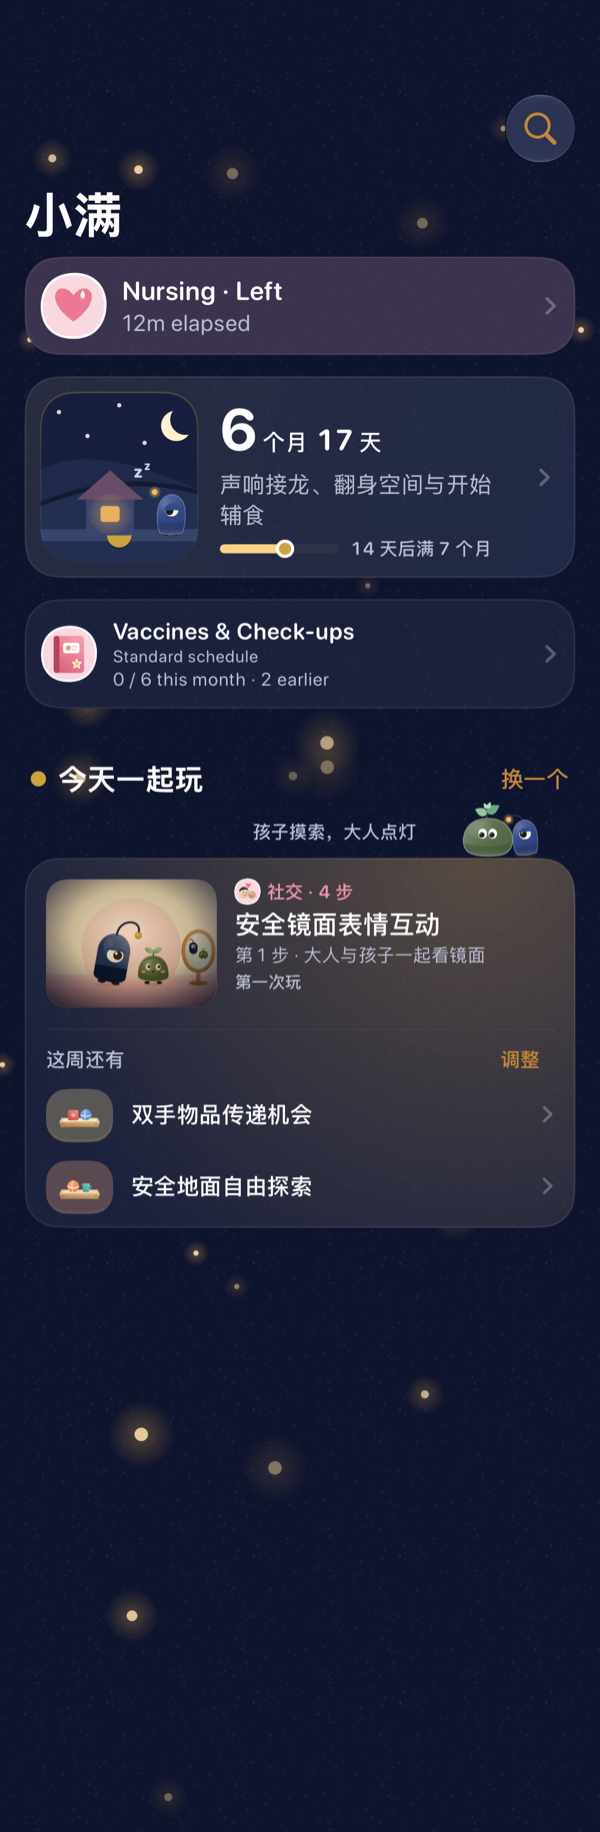 小满
Nursing · Left
12m elapsed
zz
6个月 17 天
声响接龙、翻身空间与开始
辅食
14 天后满 7 个月
Vaccines & Check-ups
Standard schedule
0 / 6 this month · 2 earlier
今天一起玩
换一个
孩子摸索，大人点灯
社交 · 4 步
安全镜面表情互动
第 1 步 · 大人与孩子一起看镜面
第一次玩
这周还有
调整
双手物品传递机会
安全地面自由探索